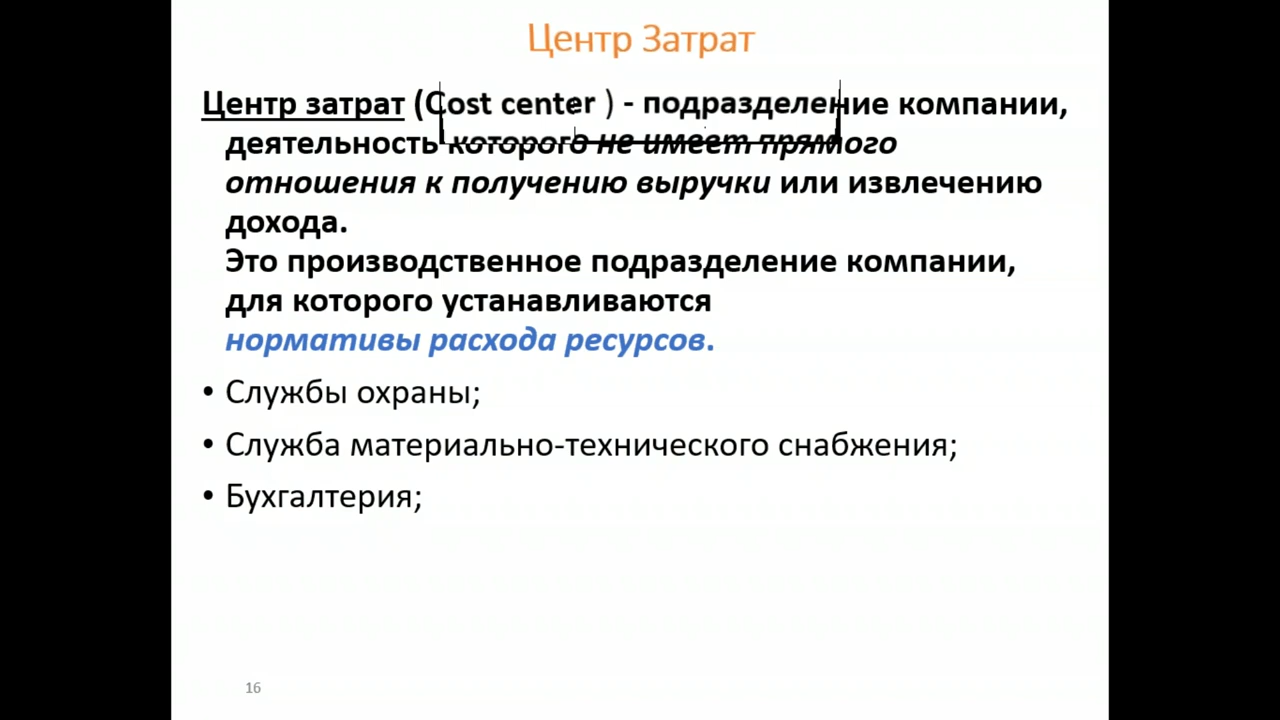 Центр Затрат
Центр затрат (Cost center ) - подразделение компании,
деятельность которого не имеет прямого
отношения к получению выручки или извлечению
дохода.
Это производственное подразделение компании,
для которого устанавливаются
нормативы расхода ресурсов.
• Службы охраны;
• Служба материально-технического снабжения;
• Бухгалтерия;
16